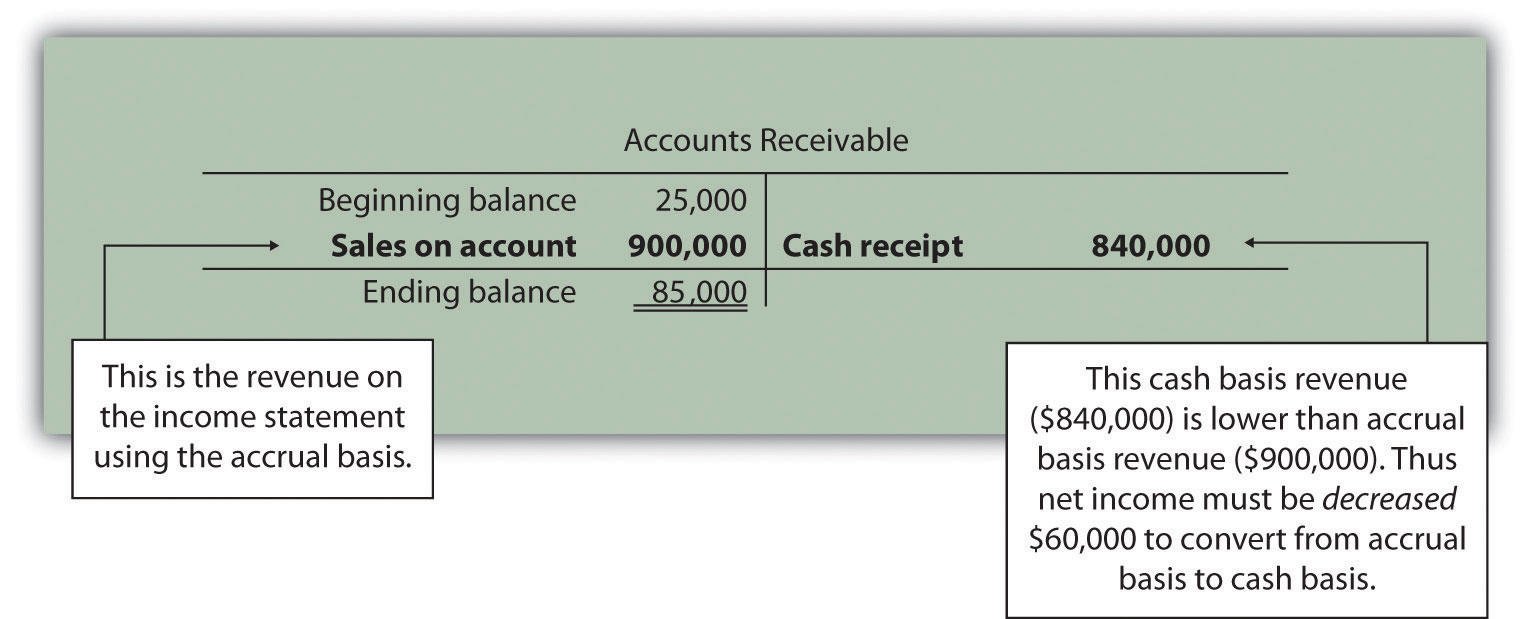 Accounts Receivable
Beginning balance 25,000
Sales on account 900,000 Cash receipt 840,000
Ending balance 85,000
This is the revenue on
the income statement
using the accrual basis.
This cash basis revenue
($840,000) is lower than accrual
basis revenue ($900,000). Thus
net income must be decreased
$60,000 to convert from accrual
basis to cash basis.